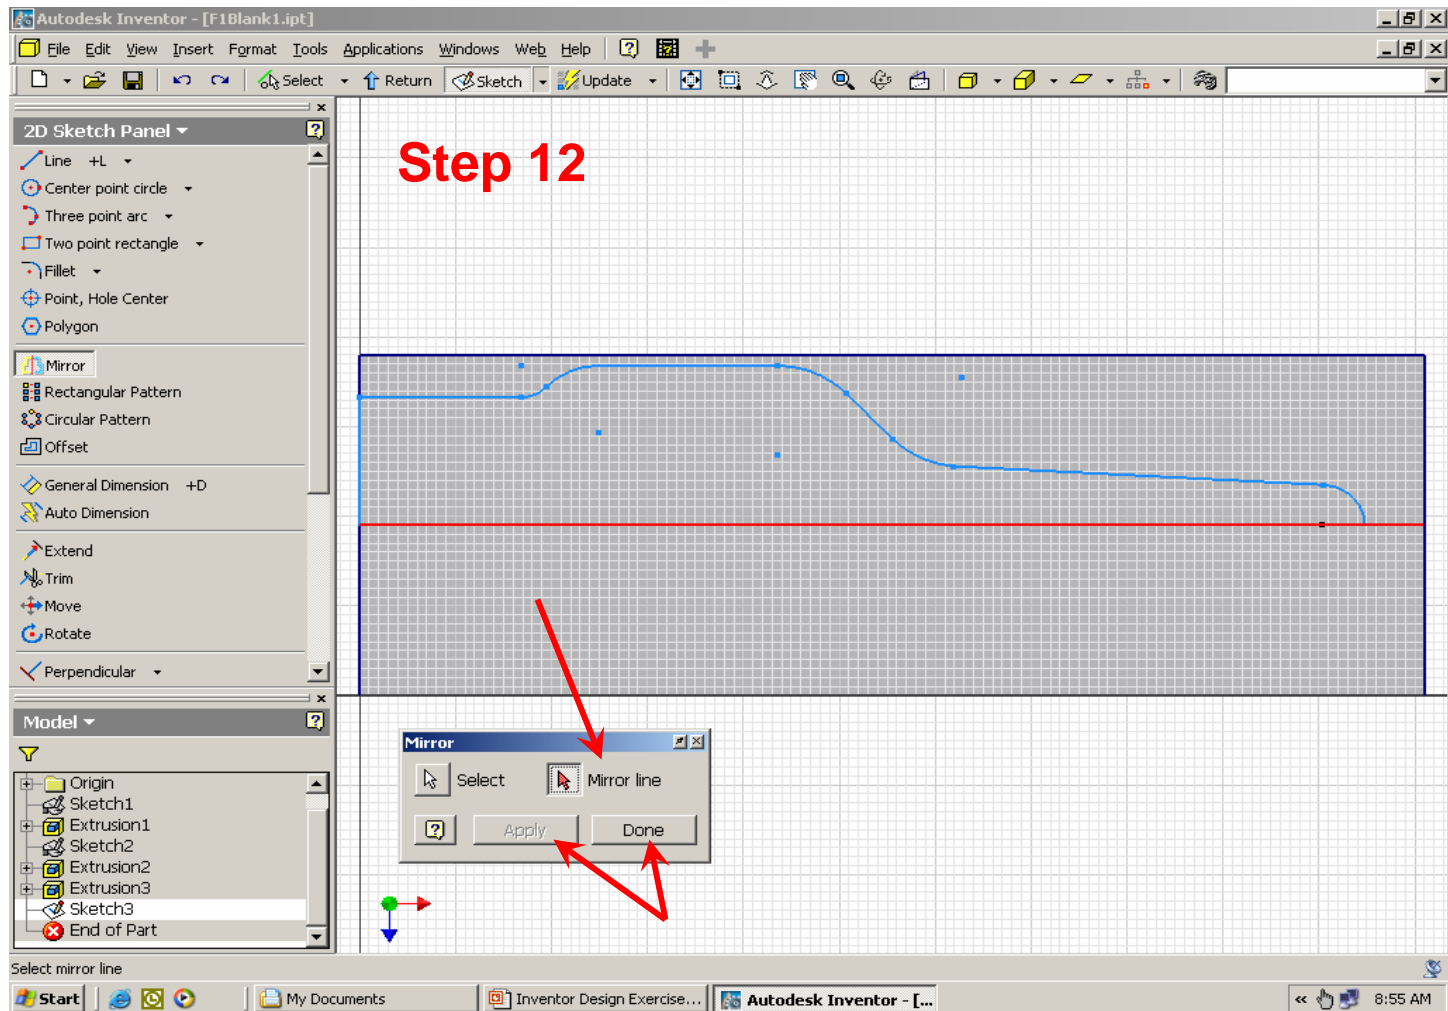 Autodesk Inventor - [F1Blank1.ipt]
File Edit View Insert Format Tools Applications Windows Web Help
Select Return Sketch Update
2D Sketch Panel
Line +L
Center point circle
Three point arc
Two point rectangle
Fillet
Point, Hole Center
Polygon
Mirror
Rectangular Pattern
Circular Pattern
Offset
General Dimension +D
Auto Dimension
Extend
Trim
Move
Rotate
Perpendicular
Step 12
Model
Origin
Sketch1
Extrusion1
Sketch2
Extrusion2
Extrusion3
Sketch3
End of Part
Mirror
Select Mirror line
Apply Done
Select mirror line
Start My Documents Inventor Design Exercise... Autodesk Inventor - [... 8:55 AM